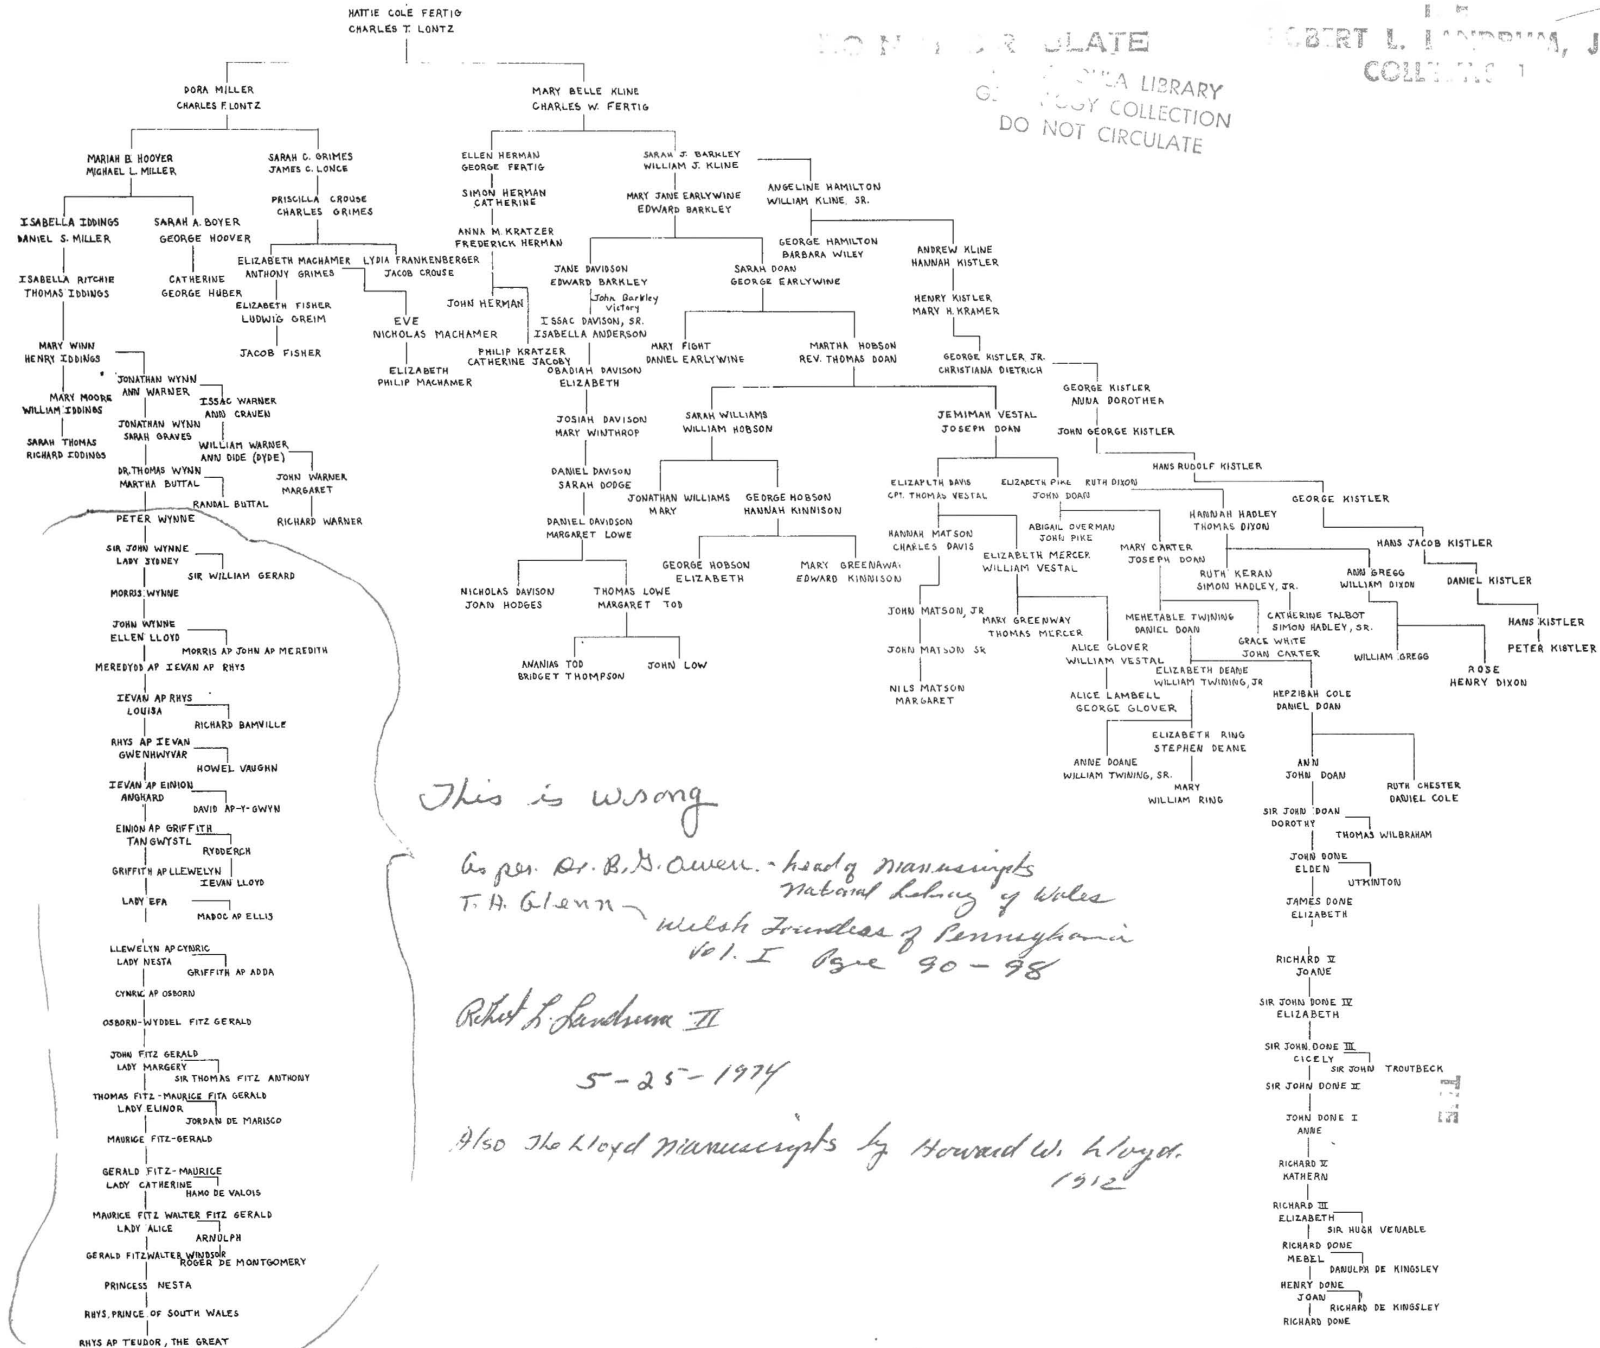 HATTIE COLE FERTIG
CHARLES T. LONTZ
DO NOT CIRCULATE
ROBERT L. LANDRUM, J
COLLECTION
LIBRARY
COLLECTION
DO NOT CIRCULATE
DORA MILLER
CHARLES F. LONTZ
MARY BELLE KLINE
CHARLES W. FERTIG
MARIAH B. HOOVER
MICHAEL L. MILLER
SARAH C. GRIMES
JAMES C. LONCE
ELLEN HERMAN
GEORGE FERTIG
SARAH J. BARKLEY
WILLIAM J. KLINE
ANGELINE HAMILTON
WILLIAM KLINE, SR.
PRISCILLA CROUSE
CHARLES GRIMES
SIMON HERMAN
CATHERINE
MARY JANE EARLYWINE
EDWARD BARKLEY
ISABELLA IDDINGS
DANIEL S. MILLER
SARAH A. BOYER
GEORGE HOOVER
ANNA M. KRATZER
FREDERICK HERMAN
GEORGE HAMILTON
BARBARA WILEY
ANDREW KLINE
HANNAH KISTLER
ELIZABETH MACHAMER
ANTHONY GRIMES
LYDIA FRANKENBERGER
JACOB CROUSE
JANE DAVIDSON
EDWARD BARKLEY
SARAH DOAN
GEORGE EARLYWINE
ISABELLA RITCHIE
THOMAS IDDINGS
CATHERINE
GEORGE HUBER
ELIZABETH FISHER
LUDWIG GREIM
JOHN HERMAN
John Barkley
Victory
HENRY KISTLER
MARY H. KRAMER
EVE
NICHOLAS MACHAMER
ISSAC DAVISON, SR.
ISABELLA ANDERSON
JACOB FISHER
MARY WINN
HENRY IDDINGS
PHILIP KRATZER
CATHERINE JACOBY
MARY FIGHT
DANIEL EARLYWINE
MARTHA HOBSON
REV. THOMAS DOAN
GEORGE KISTLER, JR.
CHRISTIANA DIETRICH
ELIZABETH
PHILIP MACHAMER
OBADIAH DAVISON
ELIZABETH
JONATHAN WYNN
ANN WARNER
GEORGE KISTLER
ANNA DOROTHEA
MARY MOORE
WILLIAM IDDINGS
ISSAC WARNER
ANN CRAVEN
JOSIAH DAVISON
MARY WINTHROP
SARAH WILLIAMS
WILLIAM HOBSON
JEMIMAH VESTAL
JOSEPH DOAN
JOHN GEORGE KISTLER
JONATHAN WYNN
SARAH GRAVES
SARAH THOMAS
RICHARD IDDINGS
WILLIAM WARNER
ANN DIDE (DYDE)
HANS RUDOLF KISTLER
DR. THOMAS WYNN
MARTHA BUTTAL
JOHN WARNER
MARGARET
DANIEL DAVISON
SARAH DODGE
JONATHAN WILLIAMS
MARY
GEORGE HOBSON
HANNAH KINNISON
ELIZABETH DAVIS
CPT. THOMAS VESTAL
ELIZABETH PIKE
JOHN DOAN
RUTH DIXON
GEORGE KISTLER
RANDAL BUTTAL
RICHARD WARNER
PETER WYNNE
DANIEL DAVIDSON
MARGARET LOWE
HANNAH HADLEY
THOMAS DIXON
HANNAH MATSON
CHARLES DAVIS
ABIGAIL OVERMAN
JOHN PIKE
HANS JACOB KISTLER
SIR JOHN WYNNE
LADY SYDNEY
SIR WILLIAM GERARD
ELIZABETH MERCER
WILLIAM VESTAL
MARY CARTER
JOSEPH DOAN
GEORGE HOBSON
ELIZABETH
MARY GREENAWAY
EDWARD KINNISON
RUTH KERAN
SIMON HADLEY, JR.
ANN GREGG
WILLIAM DIXON
DANIEL KISTLER
MORRIS WYNNE
NICHOLAS DAVISON
JOAN HODGES
THOMAS LOWE
MARGARET TOD
JOHN MATSON, JR
MARY GREENWAY
THOMAS MERCER
MEHETABLE TWINING
DANIEL DOAN
CATHERINE TALBOT
SIMON HADLEY, SR.
HANS KISTLER
JOHN WYNNE
ELLEN LLOYD
MORRIS AP JOHN AP MEREDITH
GRACE WHITE
JOHN CARTER
JOHN MATSON SR
ALICE GLOVER
WILLIAM VESTAL
WILLIAM GREGG
PETER KISTLER
MEREDYDD AP IEVAN AP RHYS
ANANIAS TOD
BRIDGET THOMPSON
JOHN LOW
ELIZABETH DEANE
WILLIAM TWINING, JR
ROSE
HENRY DIXON
NILS MATSON
MARGARET
ALICE LAMBELL
GEORGE GLOVER
HEPZIBAH COLE
DANIEL DOAN
IEVAN AP RHYS
LOUISA
RICHARD BAMVILLE
ELIZABETH RING
STEPHEN DEANE
RHYS AP IEVAN
GWENHWYVAR
HOWEL VAUGHN
ANNE DOANE
WILLIAM TWINING, SR.
ANN
JOHN DOAN
RUTH CHESTER
DANIEL COLE
MARY
WILLIAM RING
IEVAN AP EINION
ANGHARD
DAVID AP-Y-GWYN
This is wrong
SIR JOHN DOAN
DOROTHY
THOMAS WILBRAHAM
EINION AP GRIFFITH
TANGWYSTL
RYDDERCH
as per. Dr. B.G. Owen - head of manuscripts
National Library of Wales
JOHN DONE
ELDEN
UTKINTON
GRIFFITH AP LLEWELYN
IEVAN LLOYD
T. A. Glenn -
Welsh Founders of Pennsylvania
Vol. I Page 90-98
JAMES DONE
ELIZABETH
LADY EFA
MADOC AP ELLIS
LLEWELYN AP CYNRIC
LADY NESTA
GRIFFITH AP ADDA
RICHARD V
JOANE
CYNRIC AP OSBORN
Robert L. Landrum II
SIR JOHN DONE IV
ELIZABETH
OSBORN-WYDDEL FITZ GERALD
JOHN FITZ GERALD
LADY MARGERY
SIR THOMAS FITZ ANTHONY
5-25-1974
SIR JOHN DONE III
CICELY
SIR JOHN TROUTBECK
SIR JOHN DONE II
THOMAS FITZ-MAURICE FITA GERALD
LADY ELINOR
JORDAN DE MARISCO
JOHN DONE I
ANNE
MAURICE FITZ-GERALD
Also The Lloyd Manuscripts by Howard W. Lloyd.
1912
GERALD FITZ-MAURICE
LADY CATHERINE
HAMO DE VALOIS
RICHARD IV
KATHERN
MAURICE FITZ WALTER FITZ GERALD
LADY ALICE
ARNULPH
RICHARD III
ELIZABETH
SIR HUGH VENABLE
GERALD FITZWALTER WINDSOR
ROGER DE MONTGOMERY
RICHARD DONE
MEBEL
DANULPH DE KINGSLEY
PRINCESS NESTA
HENRY DONE
JOAN
RICHARD DE KINGSLEY
RHYS, PRINCE OF SOUTH WALES
RICHARD DONE
RHYS AP TEUDOR, THE GREAT